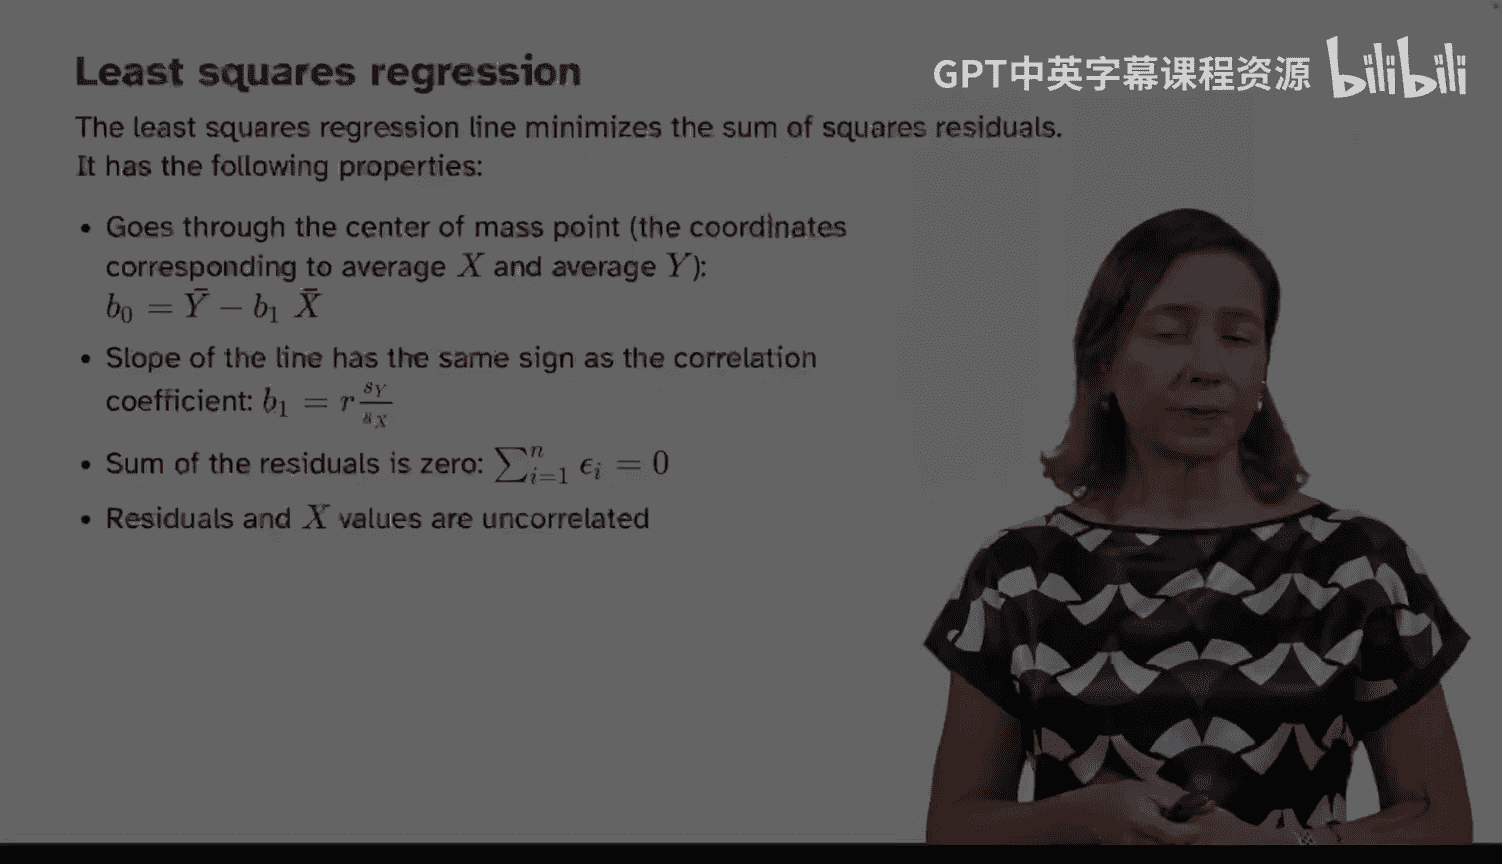 Least squares regression
GPT中英字幕课程资源 bilibili
The least squares regression line minimizes the sum of squares residuals.
It has the following properties:
• Goes through the center of mass point (the coordinates
corresponding to average X and average Y):
b₀ = Ȳ − b₁ X̄
• Slope of the line has the same sign as the correlation
coefficient: b₁ = r s_Y/s_X
• Sum of the residuals is zero: ∑ⁿᵢ₌₁ ϵᵢ = 0
• Residuals and X values are uncorrelated